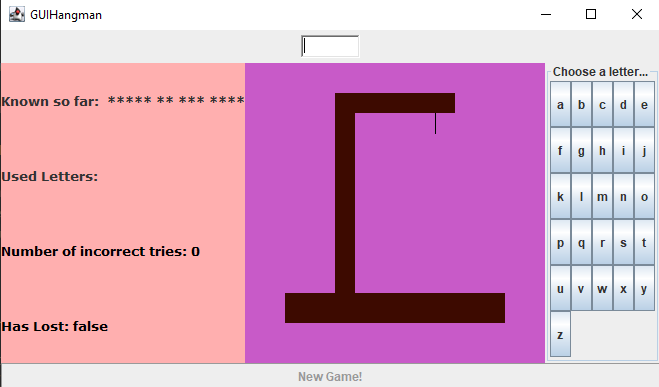 GUIHangman
Known so far: ***** ** *** ****
Used Letters:
Number of incorrect tries: 0
Has Lost: false
Choose a letter...
a b c d e
f g h i j
k l m n o
p q r s t
u v w x y
z
New Game!